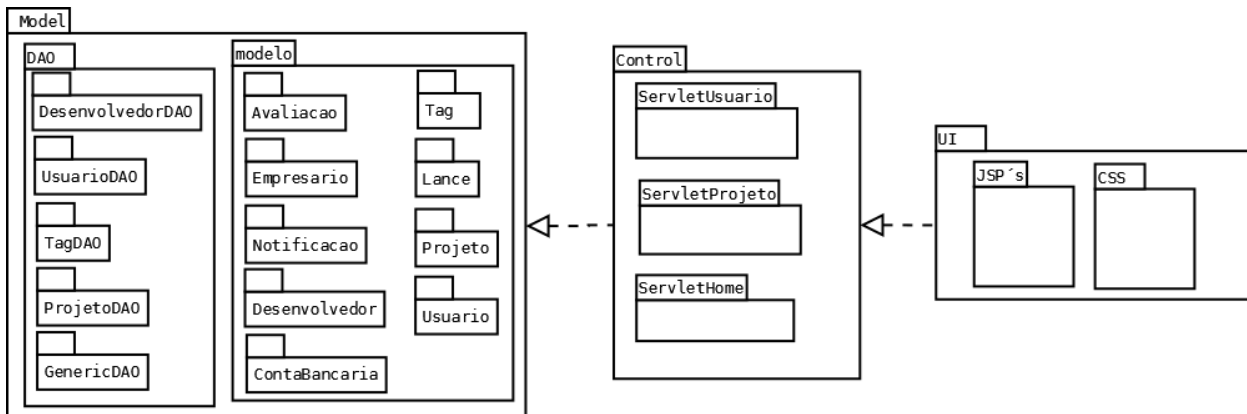 Model
DAO
DesenvolvedorDAO
UsuarioDAO
TagDAO
ProjetoDAO
GenericDAO
modelo
Avaliacao
Empresario
Notificacao
Desenvolvedor
ContaBancaria
Tag
Lance
Projeto
Usuario
Control
ServletUsuario
ServletProjeto
ServletHome
UI
JSP´s
CSS